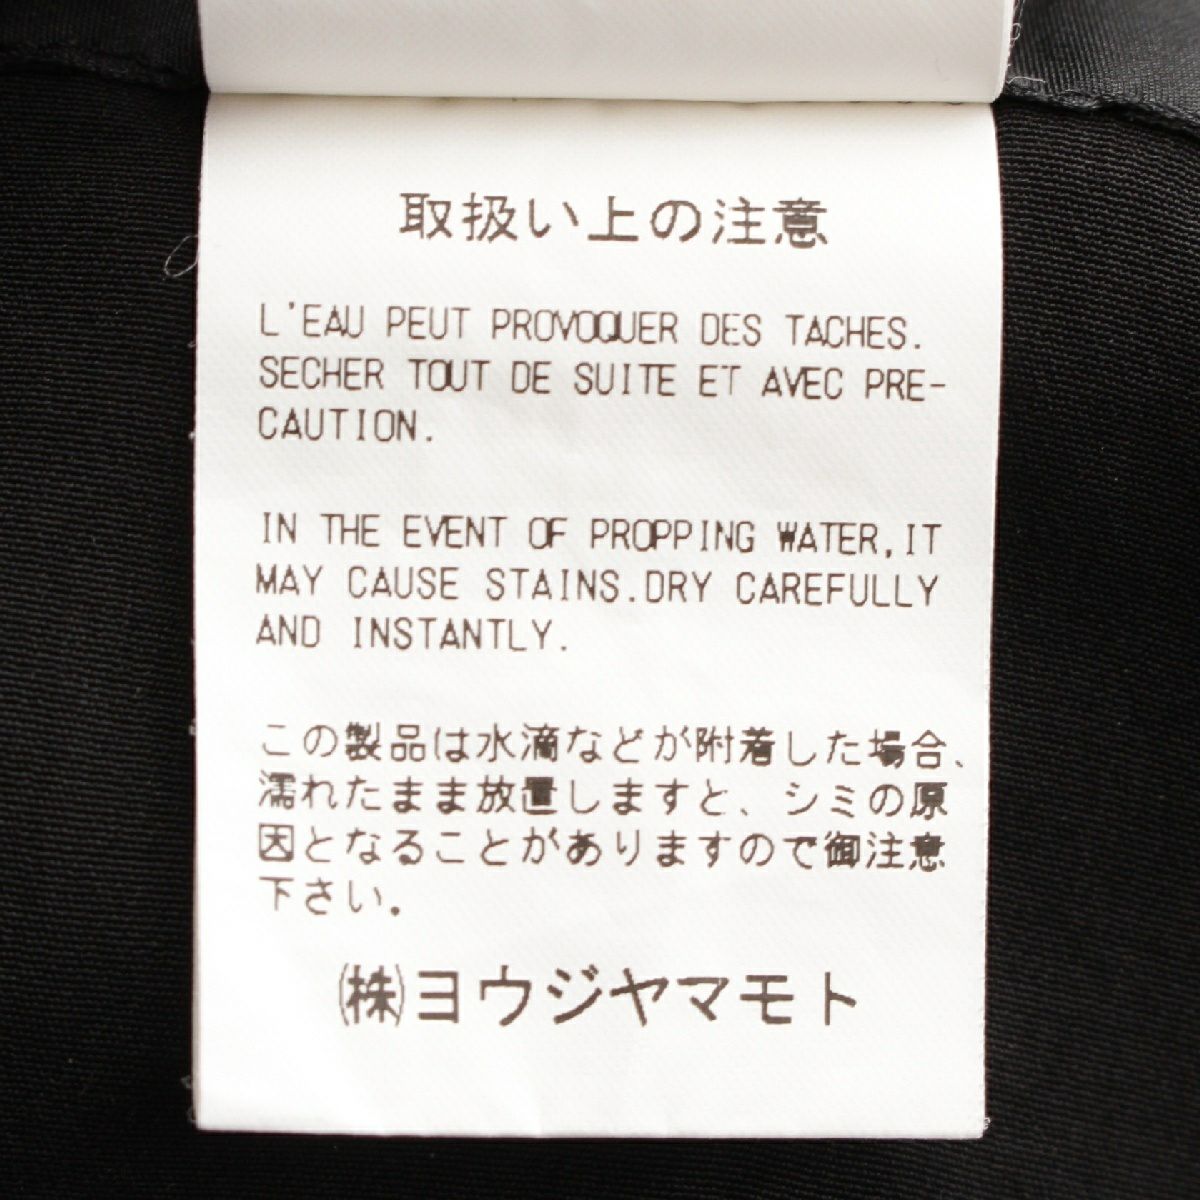 取扱い上の注意
L'EAU PEUT PROVOQUER DES TACHES.
SECHER TOUT DE SUITE ET AVEC PRE-
CAUTION.
IN THE EVENT OF PROPPING WATER,IT
MAY CAUSE STAINS.DRY CAREFULLY
AND INSTANTLY.
この製品は水滴などが附着した場合、
濡れたまま放置しますと、シミの原
因となることがありますので御注意
下さい。
㈱ヨウジヤマモト